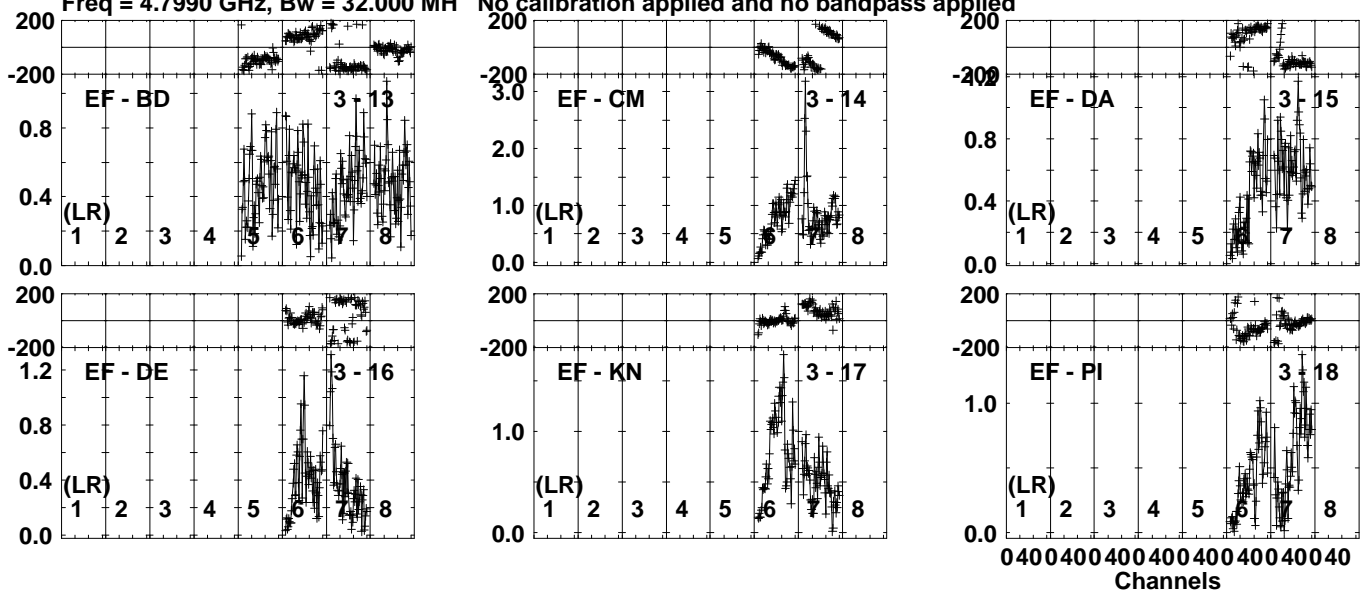 Freq = 4.7990 GHz, Bw = 32.000 MH No calibration applied and no bandpass applied
200
-200
EF - BD 3 - 13
0.8
0.4
(LR)
1 2 3 4 5 6 7 8
0.0
200
-200
3.0
EF - CM 3 - 14
2.0
1.0
(LR)
1 2 3 4 5 6 7 8
0.0
200
-200
1.2
EF - DA 3 - 15
0.8
0.4
(LR)
1 2 3 4 5 6 7 8
0.0
200
-200
1.2
EF - DE 3 - 16
0.8
0.4
(LR)
1 2 3 4 5 6 7 8
0.0
200
-200
EF - KN 3 - 17
1.0
(LR)
1 2 3 4 5 6 7 8
0.0
200
-200
EF - PI 3 - 18
1.0
(LR)
1 2 3 4 5 6 7 8
0.0
0 40 0 40 0 40 0 40 0 40 0 40 0 40 0 40
Channels